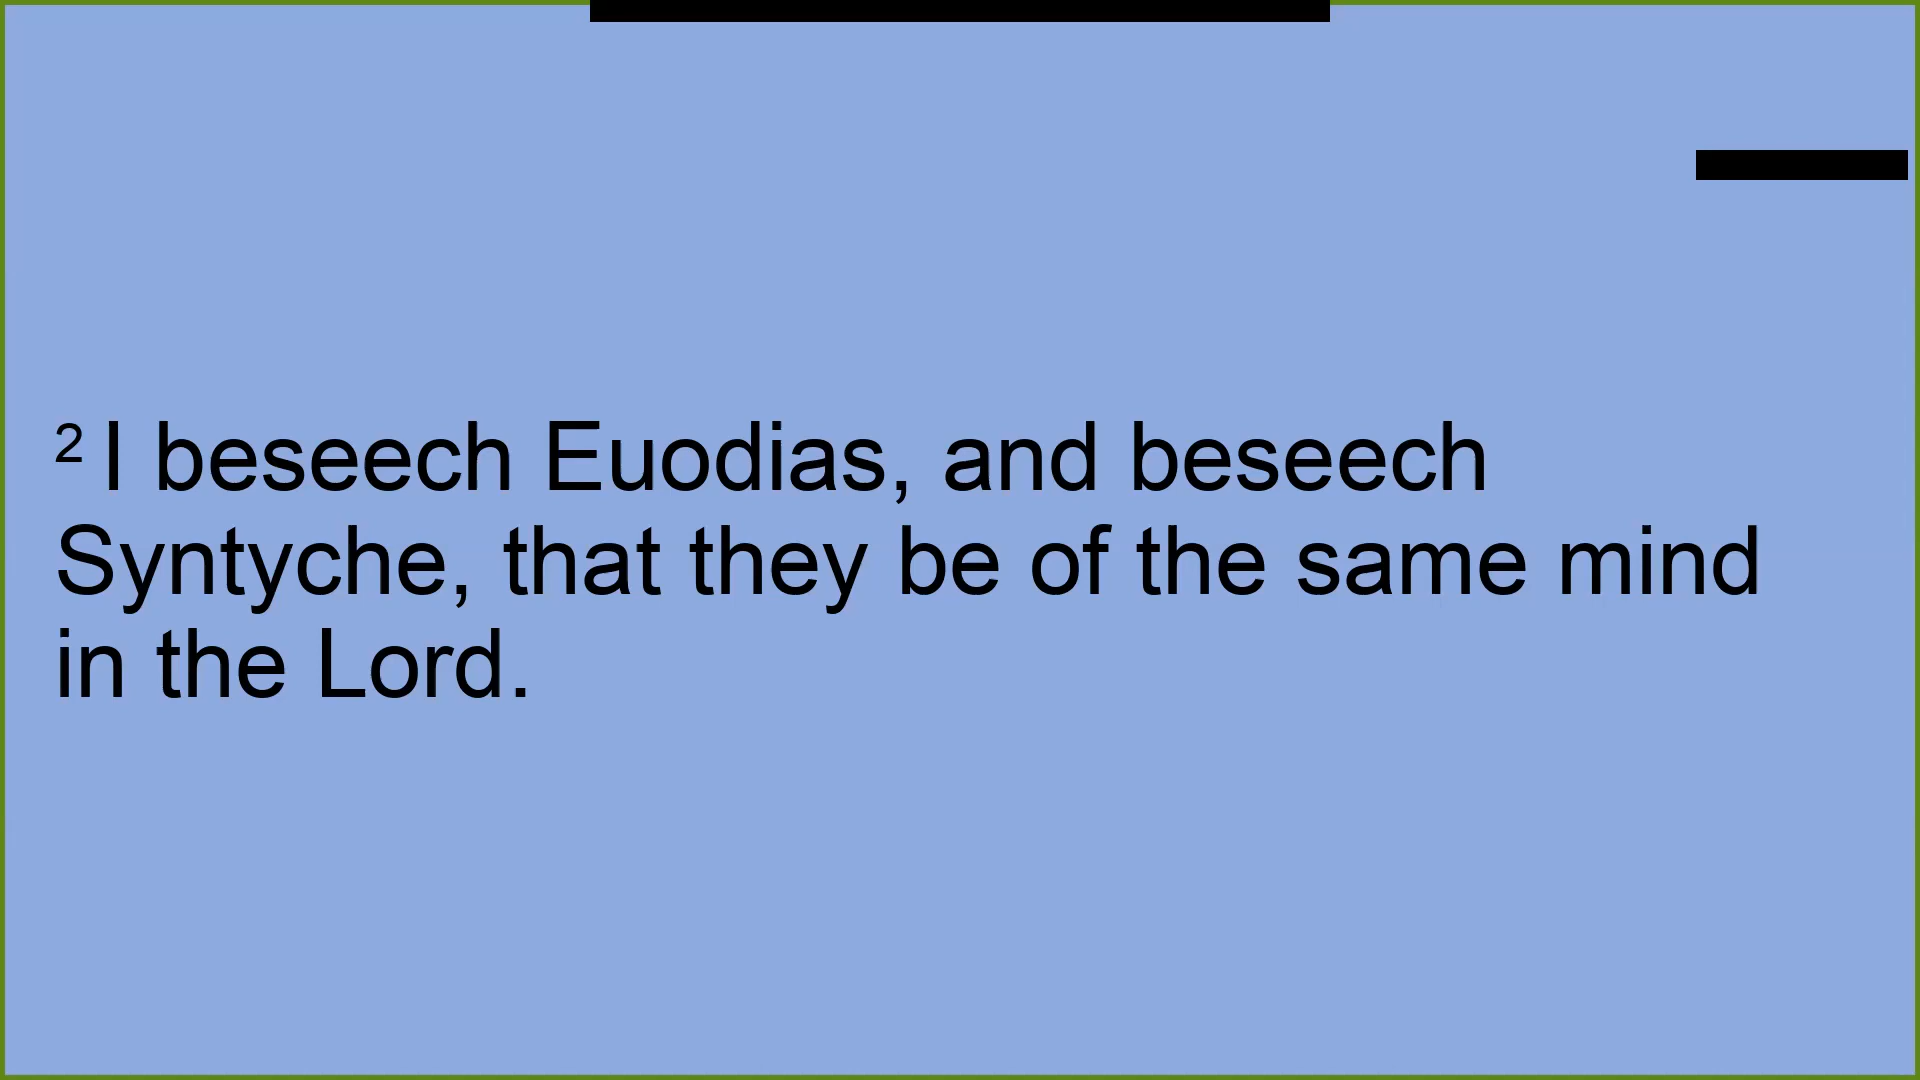 2 I beseech Euodias, and beseech
Syntyche, that they be of the same mind
in the Lord.